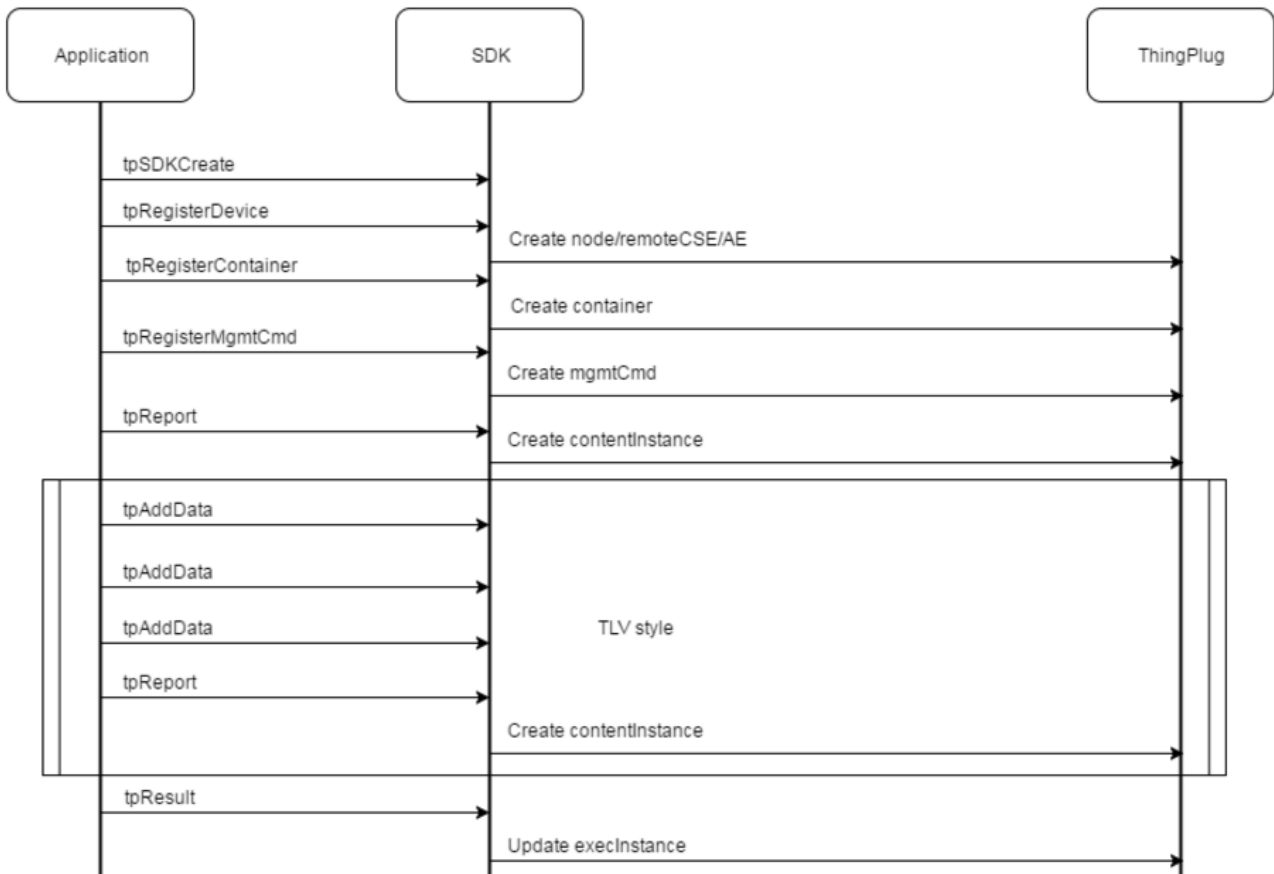 Application
SDK
ThingPlug
tpSDKCreate
tpRegisterDevice
Create node/remoteCSE/AE
tpRegisterContainer
Create container
tpRegisterMgmtCmd
Create mgmtCmd
tpReport
Create contentInstance
tpAddData
tpAddData
tpAddData
TLV style
tpReport
Create contentInstance
tpResult
Update execInstance